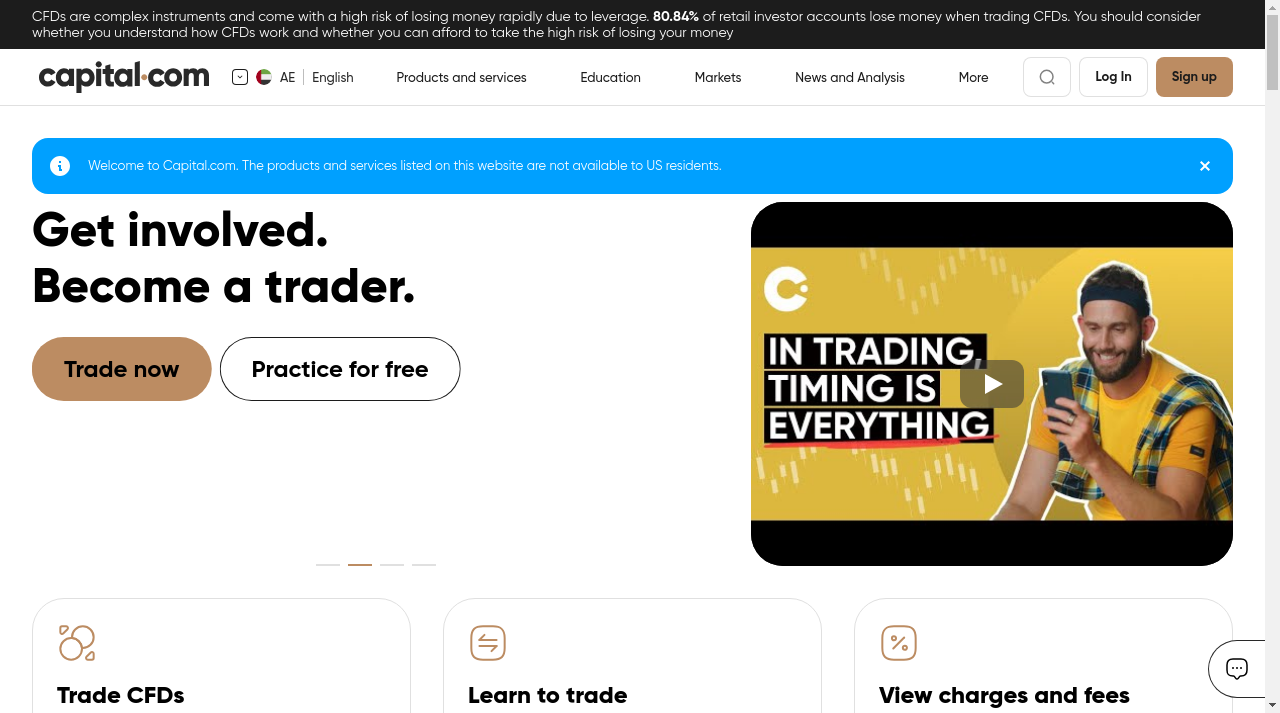 CFDs are complex instruments and come with a high risk of losing money rapidly due to leverage. 80.84% of retail investor accounts lose money when trading CFDs. You should consider
whether you understand how CFDs work and whether you can afford to take the high risk of losing your money
capital.com AE English Products and services Education Markets News and Analysis More Log In Sign up
Welcome to Capital.com. The products and services listed on this website are not available to US residents.
Get involved.
Become a trader.
Trade now Practice for free
IN TRADING,
TIMING IS
EVERYTHING
Trade CFDs Learn to trade View charges and fees